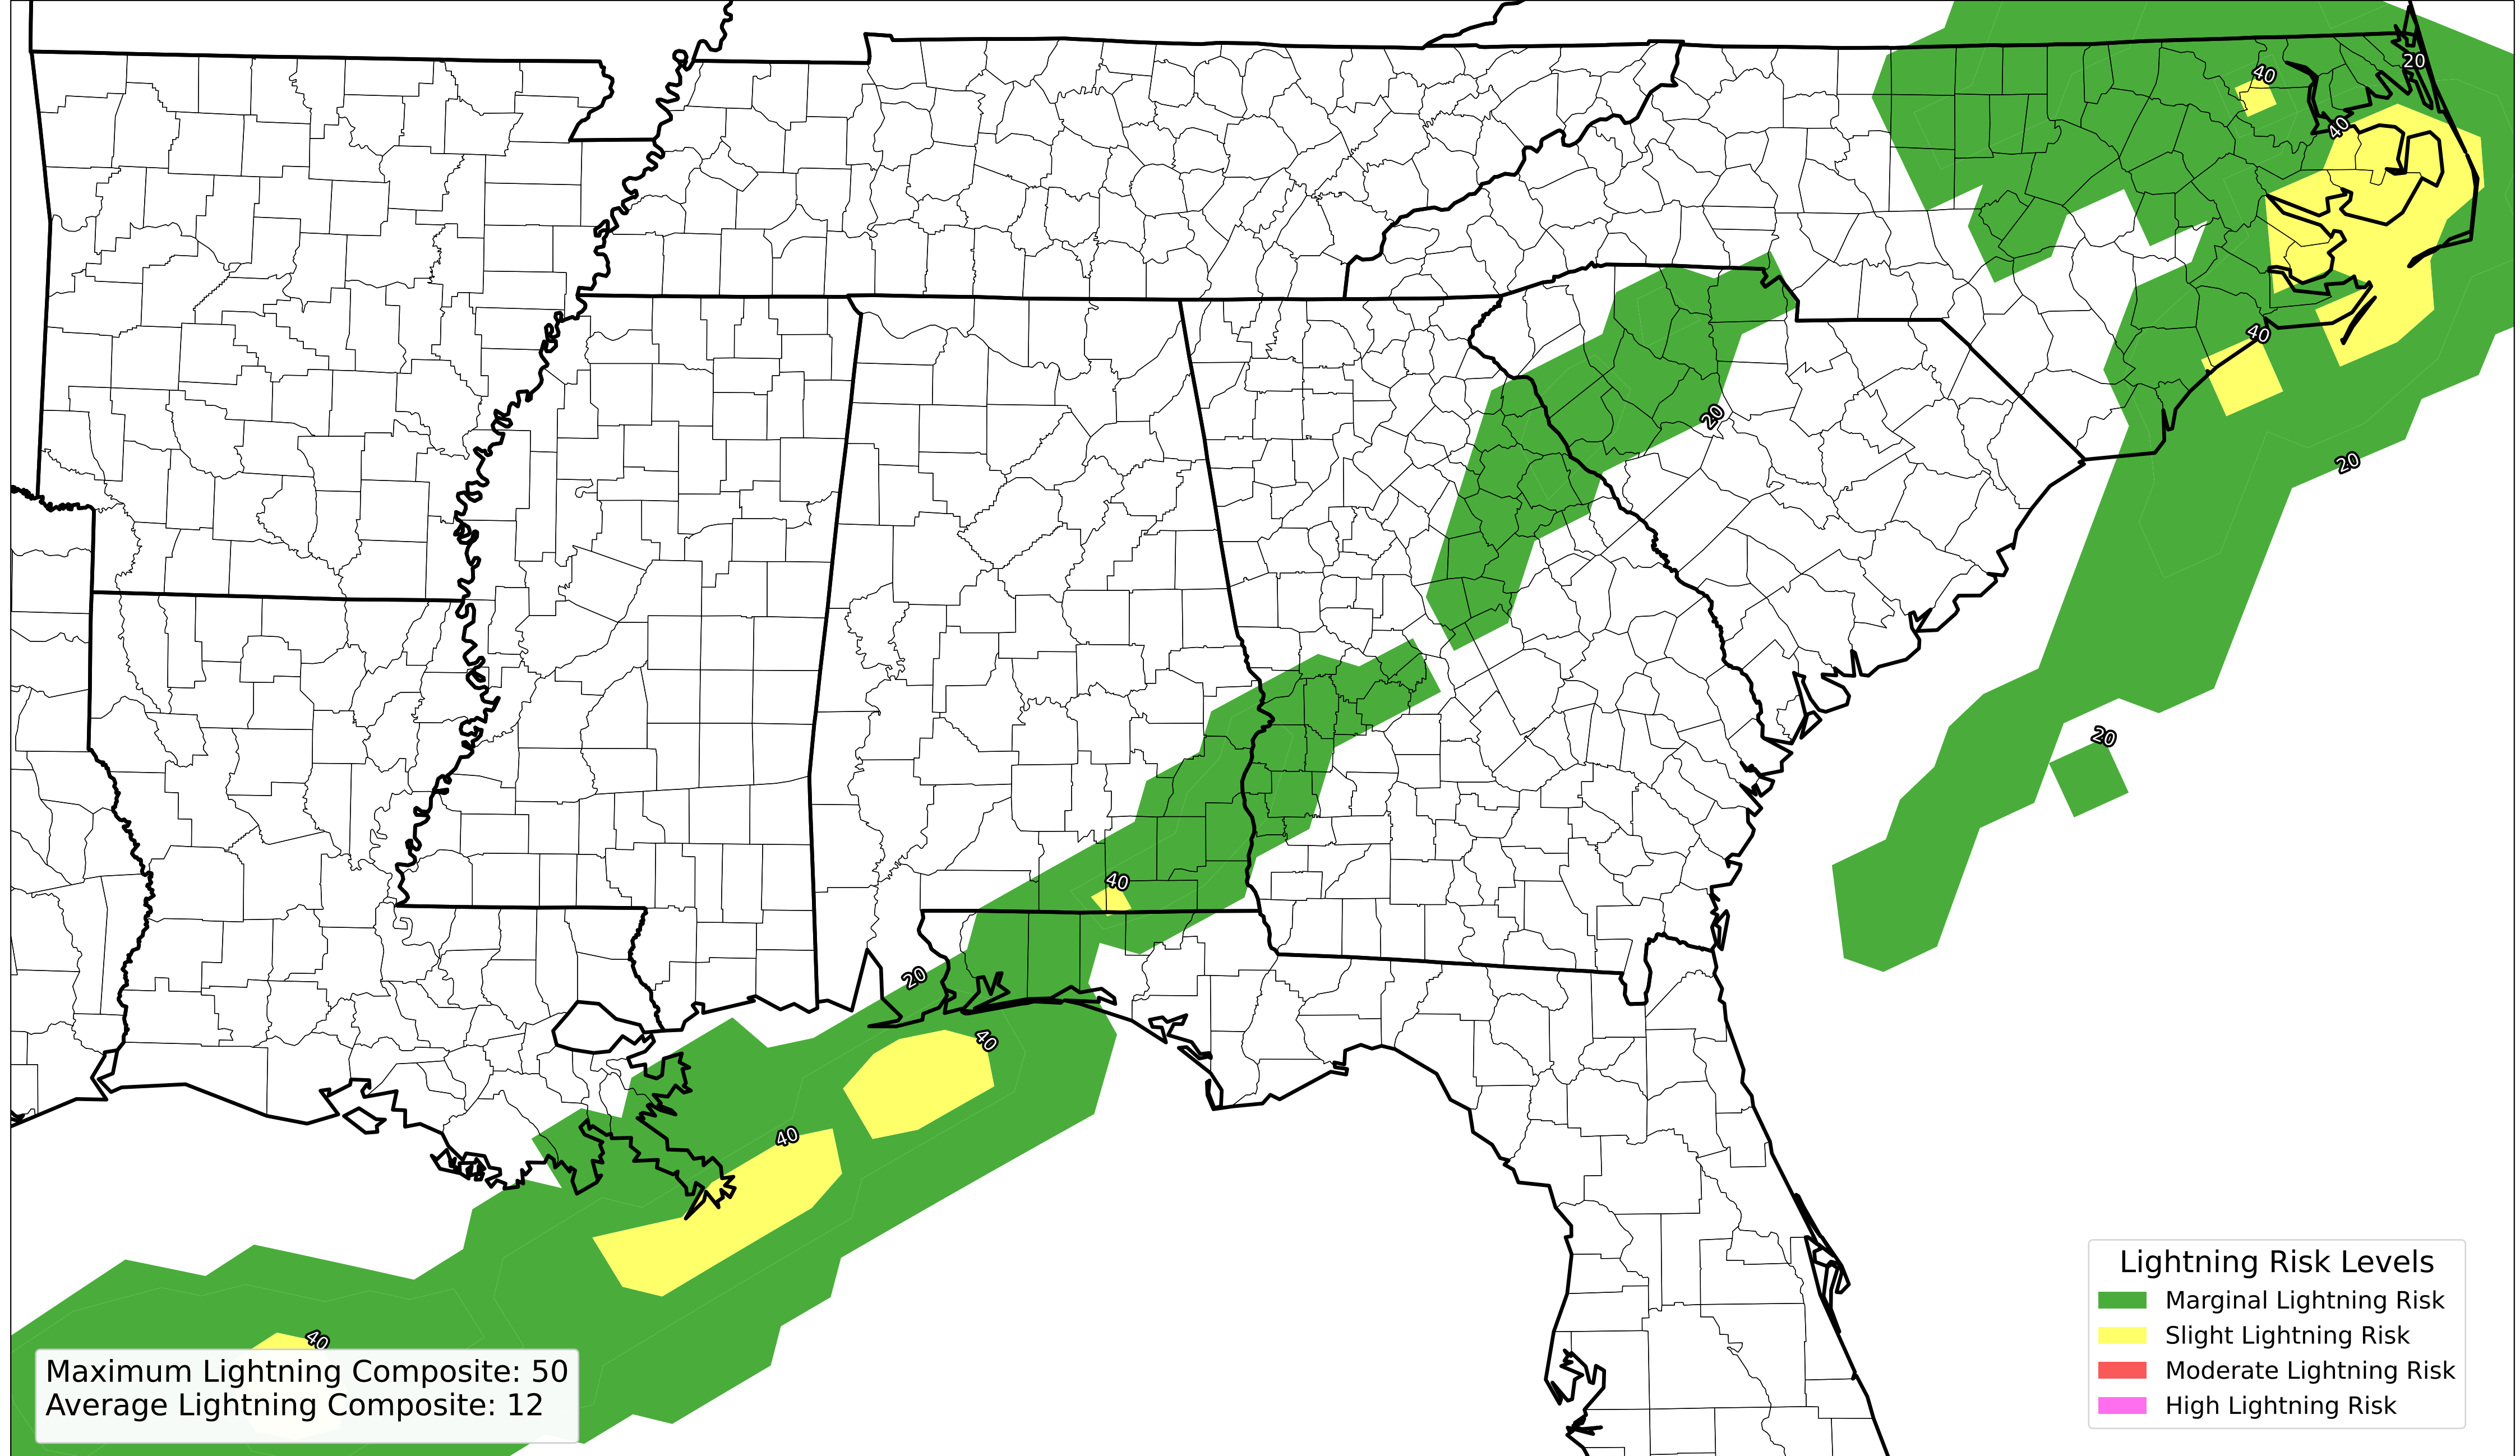 20
40
40
40
20
20
20
40
20
40
40
40
Lightning Risk Levels
Marginal Lightning Risk
Slight Lightning Risk
Moderate Lightning Risk
High Lightning Risk
Maximum Lightning Composite: 50
Average Lightning Composite: 12